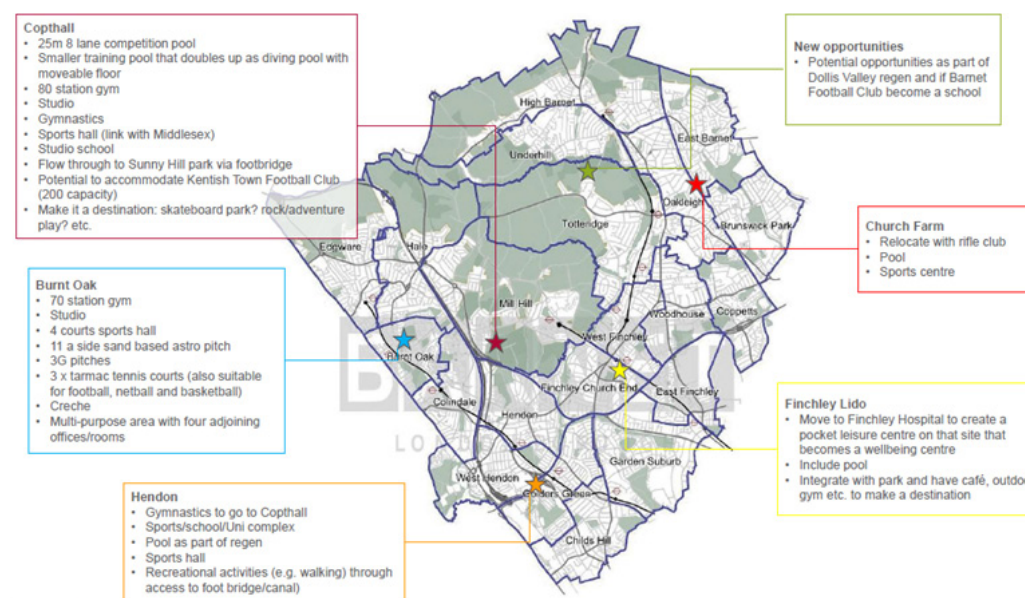 Copthall
• 25m 8 lane competition pool
• Smaller training pool that doubles up as diving pool with
moveable floor
• 80 station gym
• Studio
• Gymnastics
• Sports hall (link with Middlesex)
• Studio school
• Flow through to Sunny Hill park via footbridge
• Potential to accommodate Kentish Town Football Club
(200 capacity)
• Make it a destination: skateboard park? rock/adventure
play? etc.
New opportunities
• Potential opportunities as part of
Dollis Valley regen and if Barnet
Football Club become a school
High Barnet
East Barnet
Underhill
Oakleigh
Totteridge
Brunswick Park
Edgware
Hale
Mill Hill
Woodhouse
Coppetts
West Finchley
Burnt Oak
Finchley Church End
East Finchley
Colindale
Hendon
Garden Suburb
West Hendon
Golders Green
Childs Hill
Church Farm
• Relocate with rifle club
• Pool
• Sports centre
Burnt Oak
• 70 station gym
• Studio
• 4 courts sports hall
• 11 a side sand based astro pitch
• 3G pitches
• 3 x tarmac tennis courts (also suitable
for football, netball and basketball)
• Creche
• Multi-purpose area with four adjoining
offices/rooms
Finchley Lido
• Move to Finchley Hospital to create a
pocket leisure centre on that site that
becomes a wellbeing centre
• Include pool
• Integrate with park and have café, outdoor
gym etc. to make a destination
Hendon
• Gymnastics to go to Copthall
• Sports/school/Uni complex
• Pool as part of regen
• Sports hall
• Recreational activities (e.g. walking) through
access to foot bridge/canal)